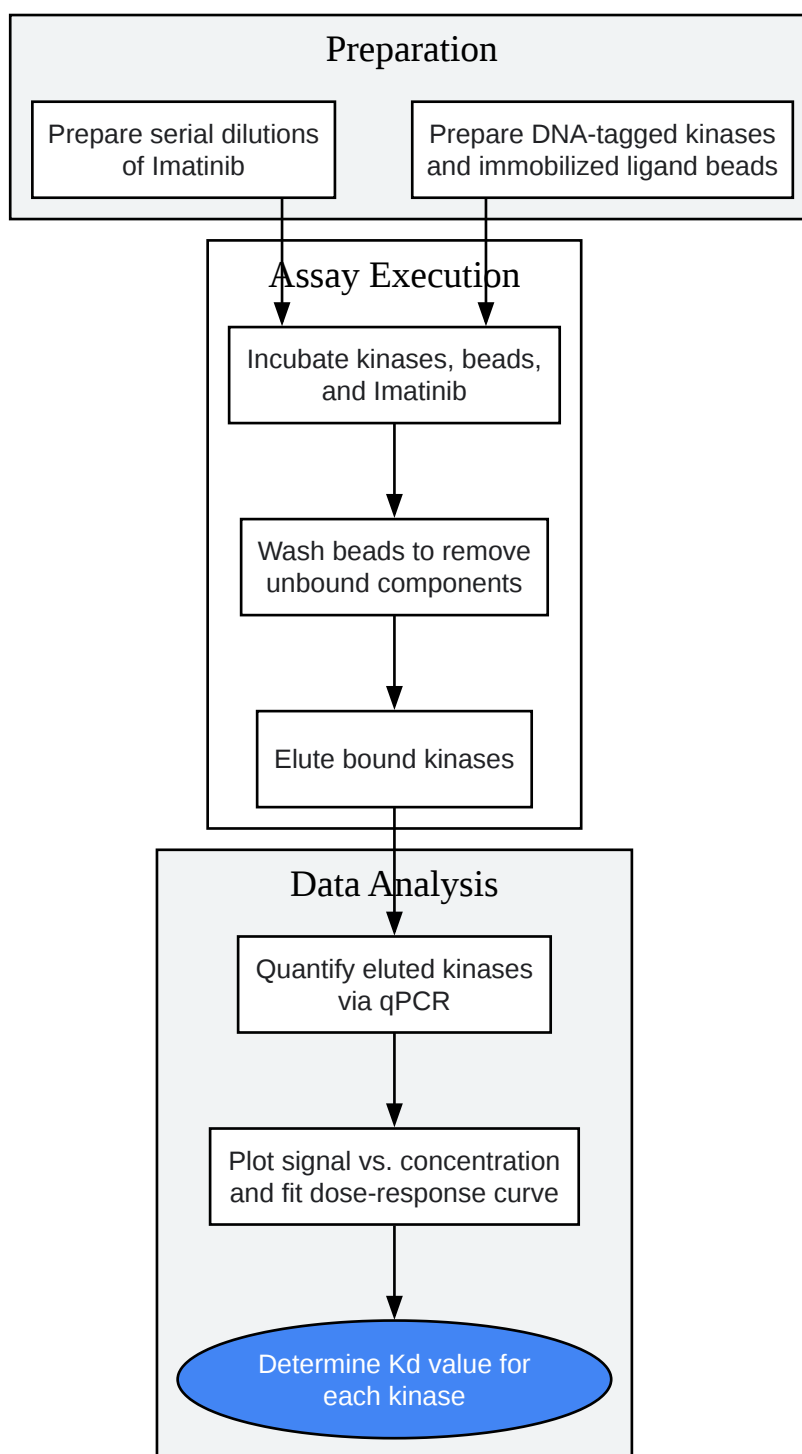 Preparation
Prepare serial dilutions
of Imatinib
Prepare DNA-tagged kinases
and immobilized ligand beads
Assay Execution
Incubate kinases, beads,
and Imatinib
Wash beads to remove
unbound components
Elute bound kinases
Data Analysis
Quantify eluted kinases
via qPCR
Plot signal vs. concentration
and fit dose-response curve
Determine Kd value for
each kinase